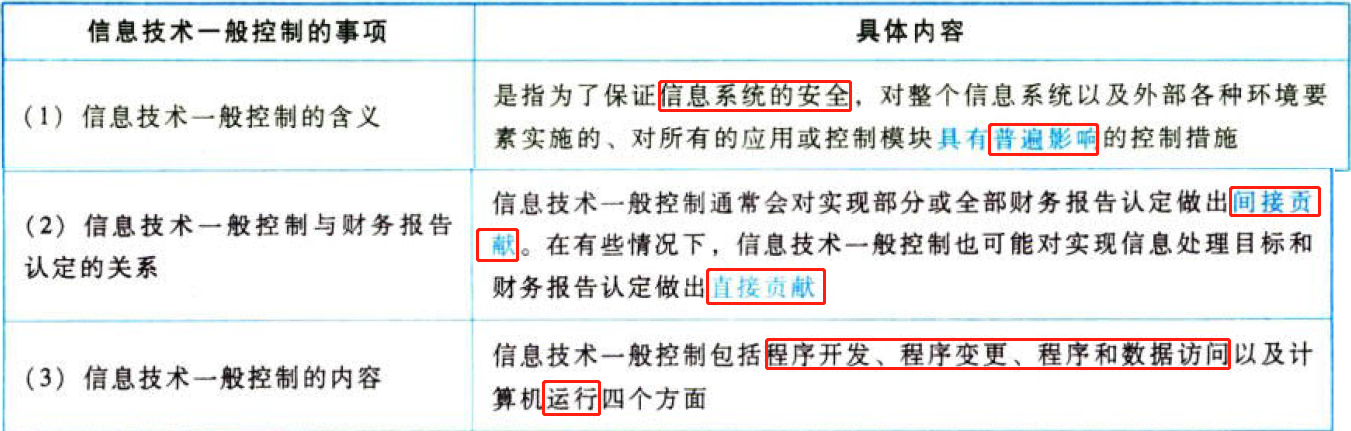 信息技术一般控制的事项
具体内容
(1) 信息技术一般控制的含义
是指为了保证信息系统的安全，对整个信息系统以及外部各种环境要
素实施的、对所有的应用或控制模块具有普遍影响的控制措施
(2) 信息技术一般控制与财务报告
认定的关系
信息技术一般控制通常会对实现部分或全部财务报告认定做出间接贡
献。在有些情况下，信息技术一般控制也可能对实现信息处理目标和
财务报告认定做出直接贡献
(3) 信息技术一般控制的内容
信息技术一般控制包括程序开发、程序变更、程序和数据访问以及计
算机运行四个方面